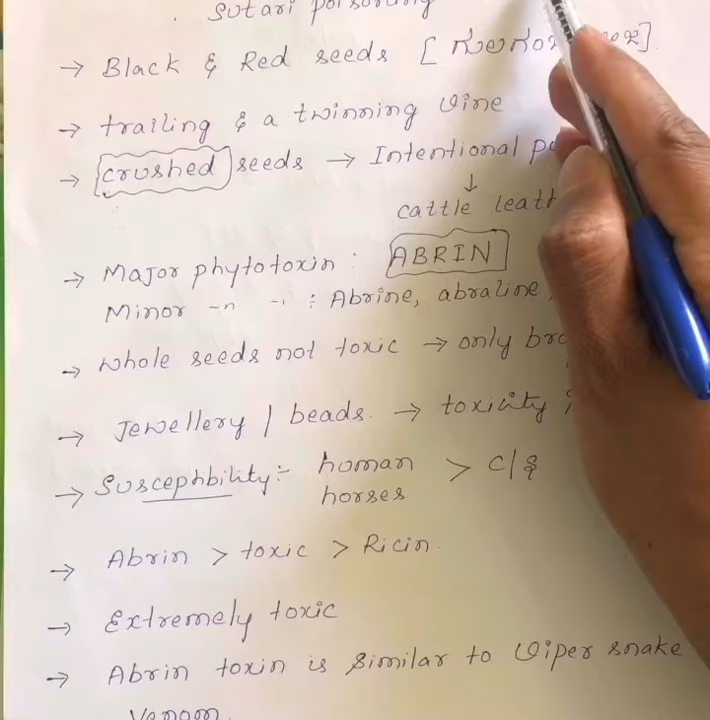 Sutari poisoning
→ Black & Red seeds [
→ trailing & a twinning vine
→ crushed seeds → Intentional
↓
cattle
→ Major phytotoxin : ABRIN
Minor -"- -"- : Abrine, abraline,
→ whole seeds not toxic → only
→ Jewellery / beads. → toxicity
→ Susceptibility:- human > c/s
horses
→ Abrin > toxic > Ricin.
→ Extremely toxic
→ Abrin toxin is similar to viper snake
Venom.